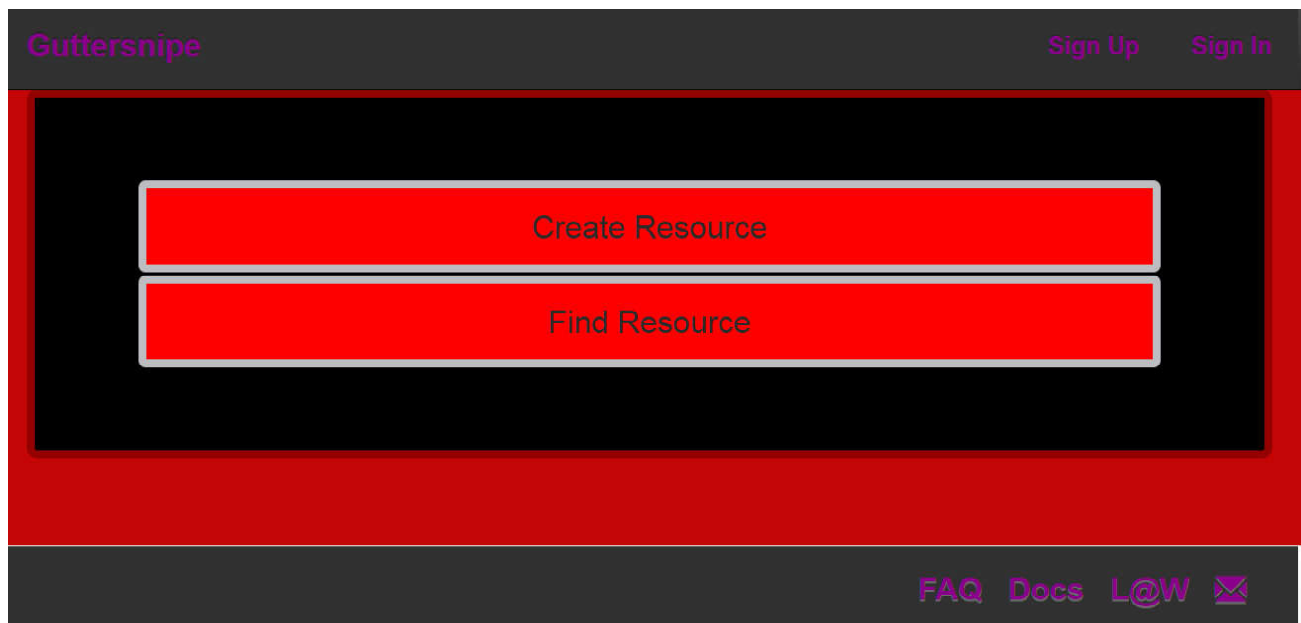 Guttersnipe Sign Up Sign In
Create Resource
Find Resource
FAQ Docs L@W